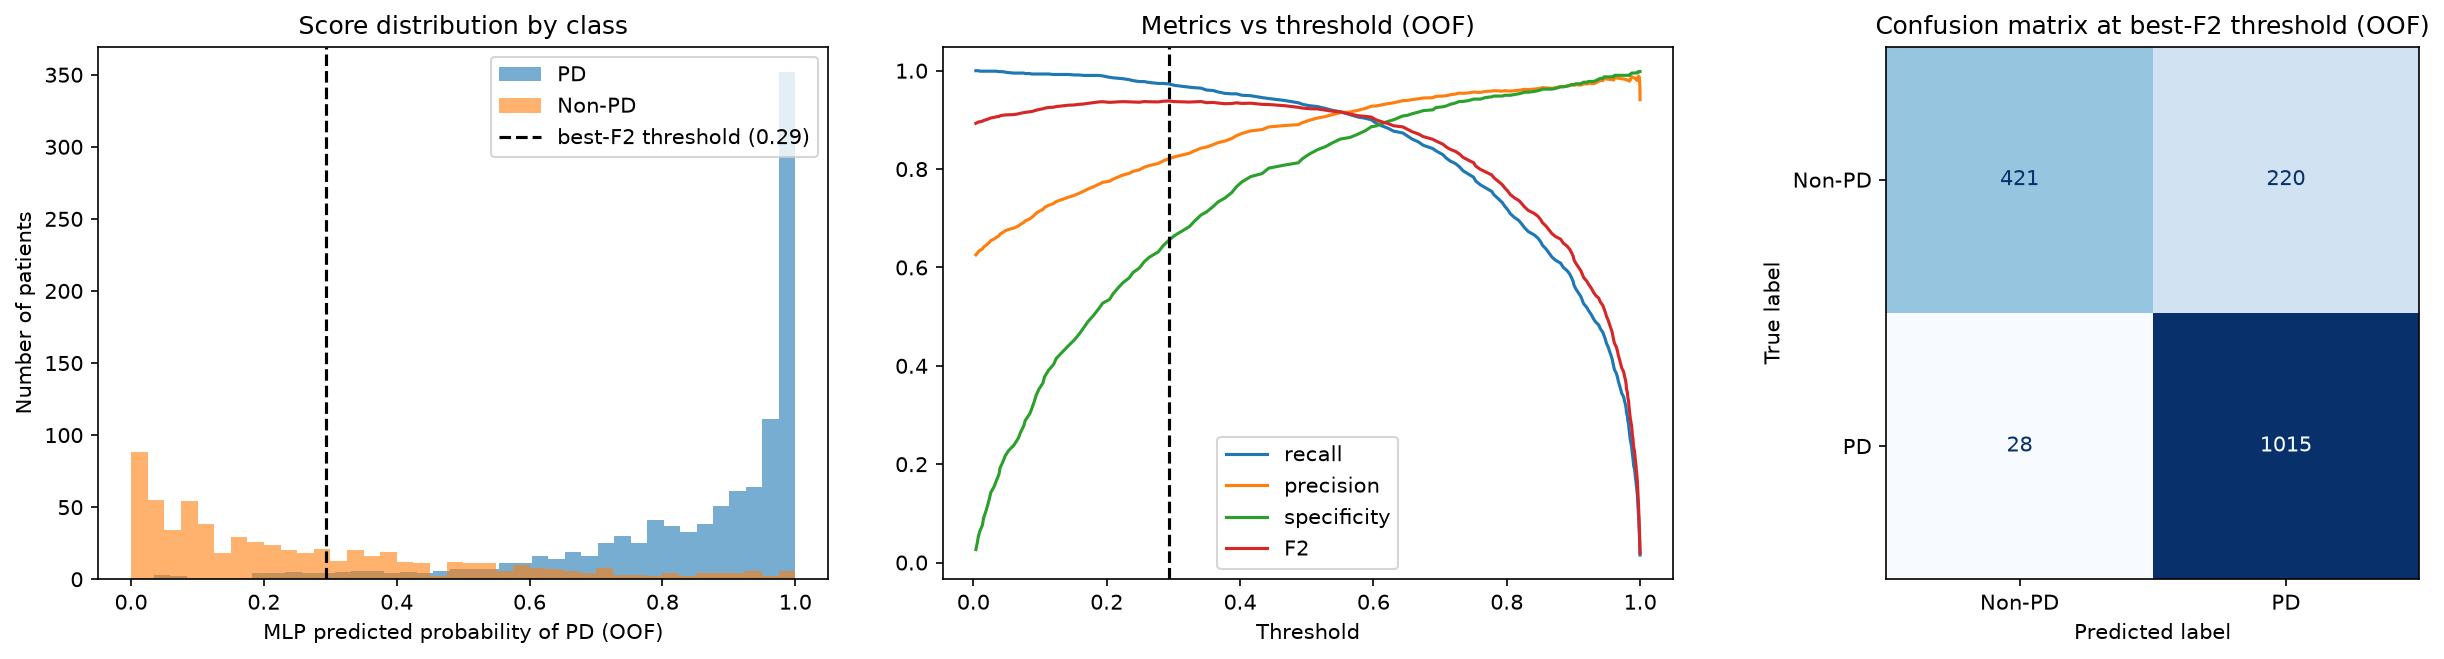 Score distribution by class
Number of patients
350
300
250
200
150
100
50
0
PD
Non-PD
best-F2 threshold (0.29)
0.0 0.2 0.4 0.6 0.8 1.0
MLP predicted probability of PD (OOF)
Metrics vs threshold (OOF)
1.0
0.8
0.6
0.4
0.2
0.0
recall
precision
specificity
F2
0.0 0.2 0.4 0.6 0.8 1.0
Threshold
Confusion matrix at best-F2 threshold (OOF)
True label
Non-PD 421 220
PD 28 1015
Non-PD PD
Predicted label